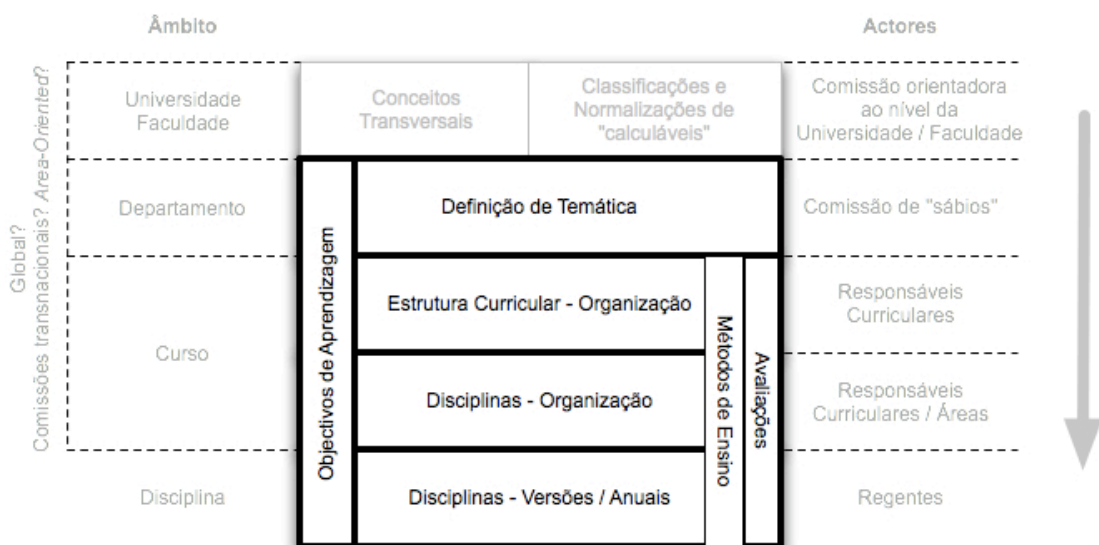 Âmbito
Actores
Global?
Comissões transnacionais? Area-Oriented?
Universidade
Faculdade
Conceitos
Transversais
Classificações e
Normalizações de
"calculáveis"
Comissão orientadora
ao nível da
Universidade / Faculdade
Departamento
Objectivos de Aprendizagem
Definição de Temática
Comissão de "sábios"
Curso
Estrutura Curricular - Organização
Métodos de Ensino
Avaliações
Responsáveis
Curriculares
Disciplinas - Organização
Responsáveis
Curriculares / Áreas
Disciplina
Disciplinas - Versões / Anuais
Regentes